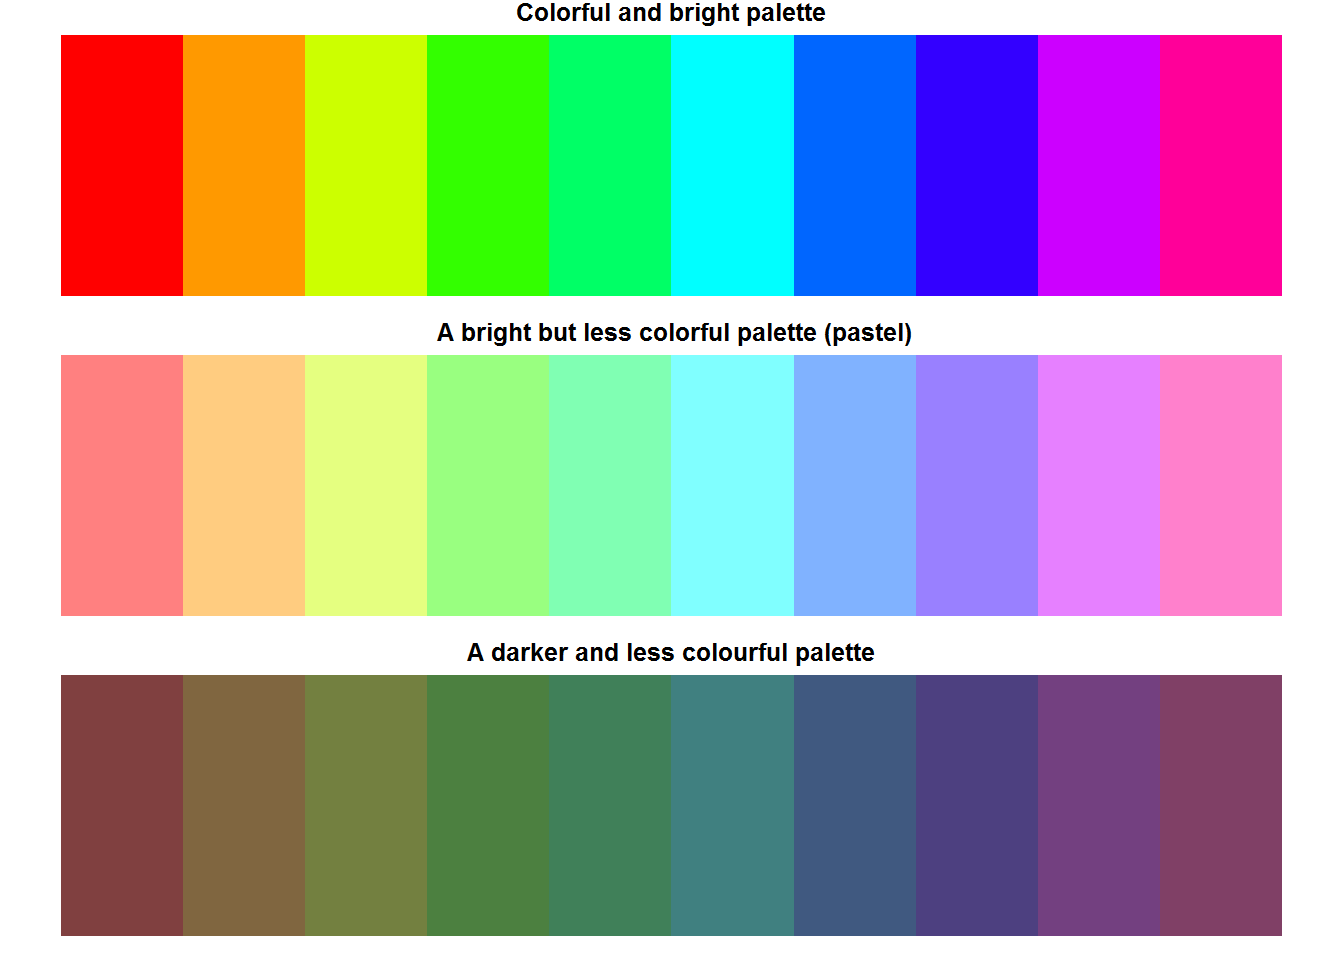 Colorful and bright palette
A bright but less colorful palette (pastel)
A darker and less colourful palette